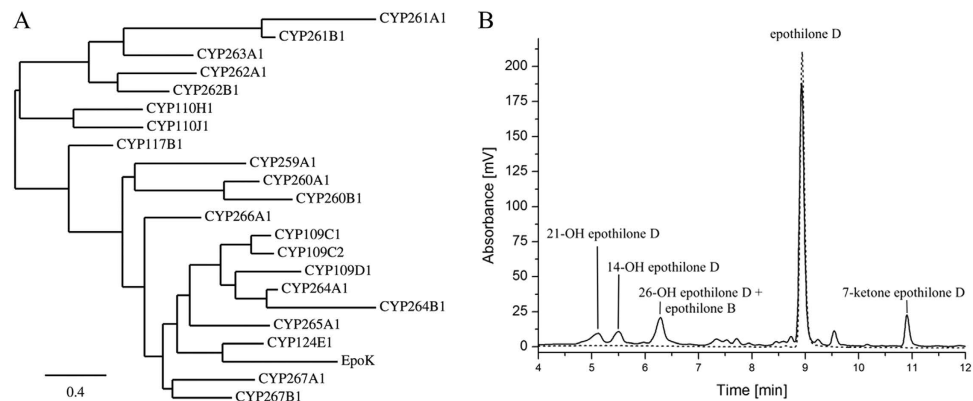 A
CYP261A1
CYP261B1
CYP263A1
CYP262A1
CYP262B1
CYP110H1
CYP110J1
CYP117B1
CYP259A1
CYP260A1
CYP260B1
CYP266A1
CYP109C1
CYP109C2
CYP109D1
CYP264A1
CYP264B1
CYP265A1
CYP124E1
EpoK
CYP267A1
CYP267B1
0.4
B
epothilone D
21-OH epothilone D
14-OH epothilone D
26-OH epothilone D +
epothilone B
7-ketone epothilone D
Absorbance [mV]
200
175
150
125
100
75
50
25
0
4 5 6 7 8 9 10 11 12
Time [min]